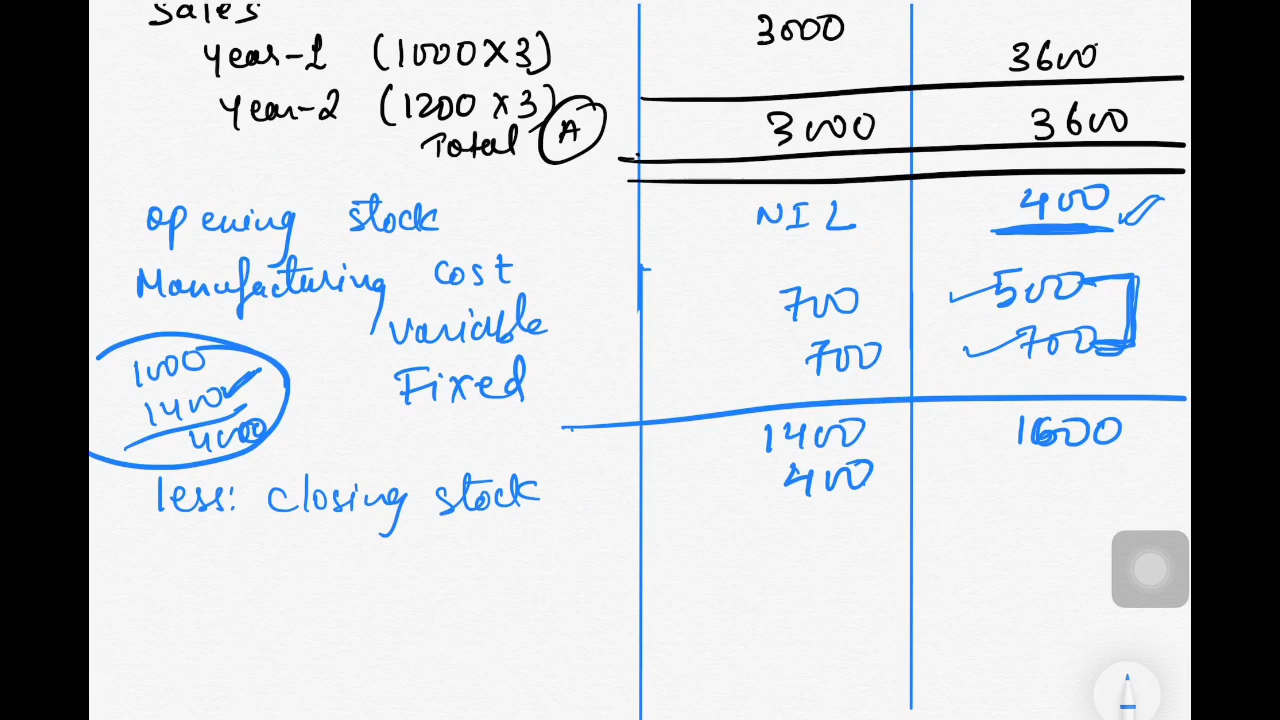 Sales
Year-1 (1000 X 3) 3000
3600
Year-2 (1200 X 3)
Total A 3000 3600
Opening stock NIL 400
Manufacturing cost
variable 700 500
Fixed 700 700
1000
1400
400
1400 1600
less: closing stock 400